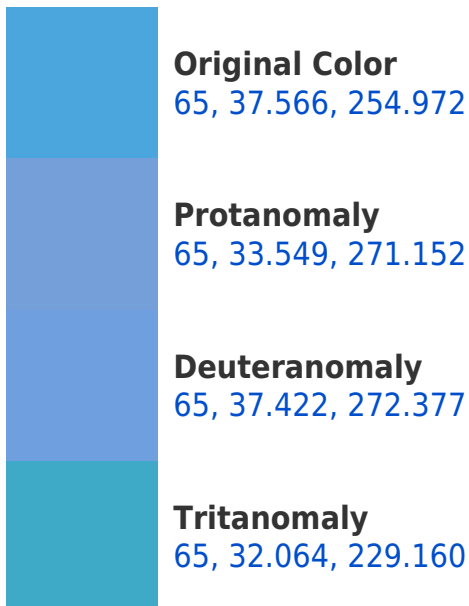 Original Color
65, 37.566, 254.972
Protanomaly
65, 33.549, 271.152
Deuteranomaly
65, 37.422, 272.377
Tritanomaly
65, 32.064, 229.160